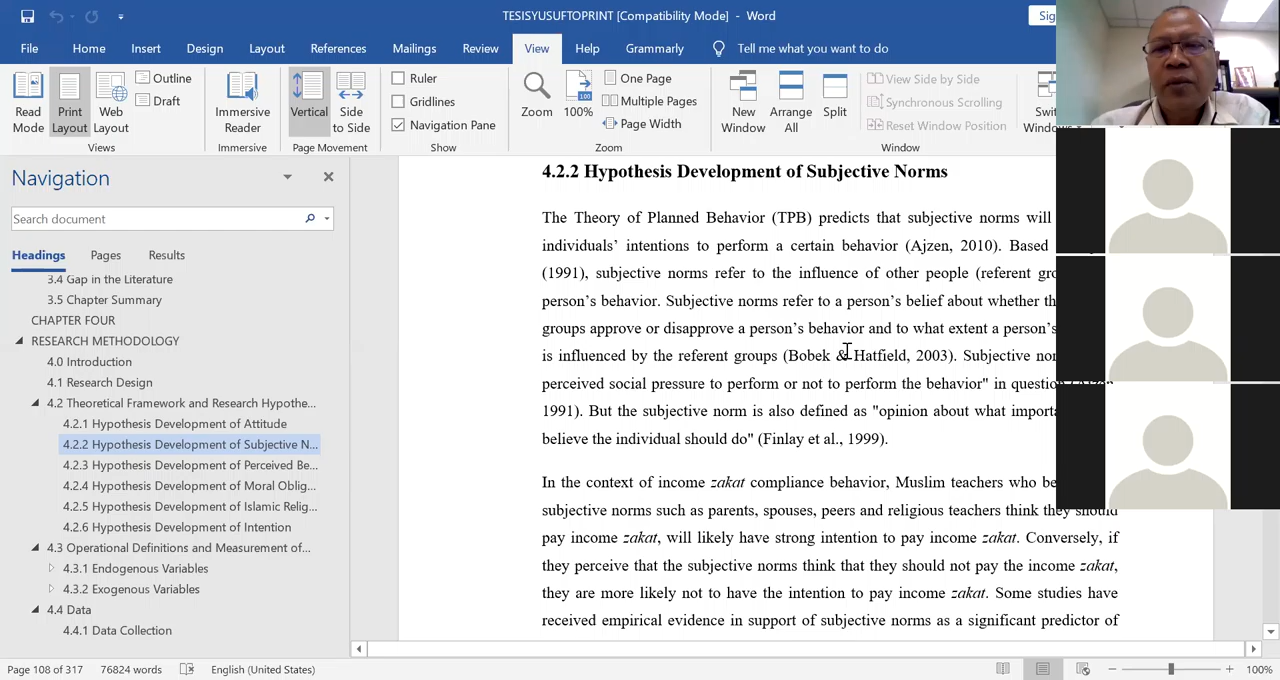 TESISYUSUFTOPRINT [Compatibility Mode] - Word
Sig
File Home Insert Design Layout References Mailings Review View Help Grammarly Tell me what you want to do
Read Mode
Print Layout
Web Layout
Outline
Draft
Views
Immersive Reader
Immersive
Vertical
Side to Side
Page Movement
Ruler
Gridlines
Navigation Pane
Show
Zoom
100%
One Page
Multiple Pages
Page Width
Zoom
New Window
Arrange All
Split
View Side by Side
Synchronous Scrolling
Reset Window Position
Window
Navigation
Search document
Headings Pages Results
3.4 Gap in the Literature
3.5 Chapter Summary
CHAPTER FOUR
RESEARCH METHODOLOGY
4.0 Introduction
4.1 Research Design
4.2 Theoretical Framework and Research Hypothe...
4.2.1 Hypothesis Development of Attitude
4.2.2 Hypothesis Development of Subjective N...
4.2.3 Hypothesis Development of Perceived Be...
4.2.4 Hypothesis Development of Moral Oblig...
4.2.5 Hypothesis Development of Islamic Relig...
4.2.6 Hypothesis Development of Intention
4.3 Operational Definitions and Measurement of...
4.3.1 Endogenous Variables
4.3.2 Exogenous Variables
4.4 Data
4.4.1 Data Collection
4.2.2 Hypothesis Development of Subjective Norms
The Theory of Planned Behavior (TPB) predicts that subjective norms will
individuals’ intentions to perform a certain behavior (Ajzen, 2010). Based
(1991), subjective norms refer to the influence of other people (referent gro
person’s behavior. Subjective norms refer to a person’s belief about whether th
groups approve or disapprove a person’s behavior and to what extent a person’s
is influenced by the referent groups (Bobek & Hatfield, 2003). Subjective nor
perceived social pressure to perform or not to perform the behavior" in question
1991). But the subjective norm is also defined as "opinion about what importa
believe the individual should do" (Finlay et al., 1999).
In the context of income zakat compliance behavior, Muslim teachers who be
subjective norms such as parents, spouses, peers and religious teachers think they should
pay income zakat, will likely have strong intention to pay income zakat. Conversely, if
they perceive that the subjective norms think that they should not pay the income zakat,
they are more likely not to have the intention to pay income zakat. Some studies have
received empirical evidence in support of subjective norms as a significant predictor of
Page 108 of 317 76824 words English (United States) 100%